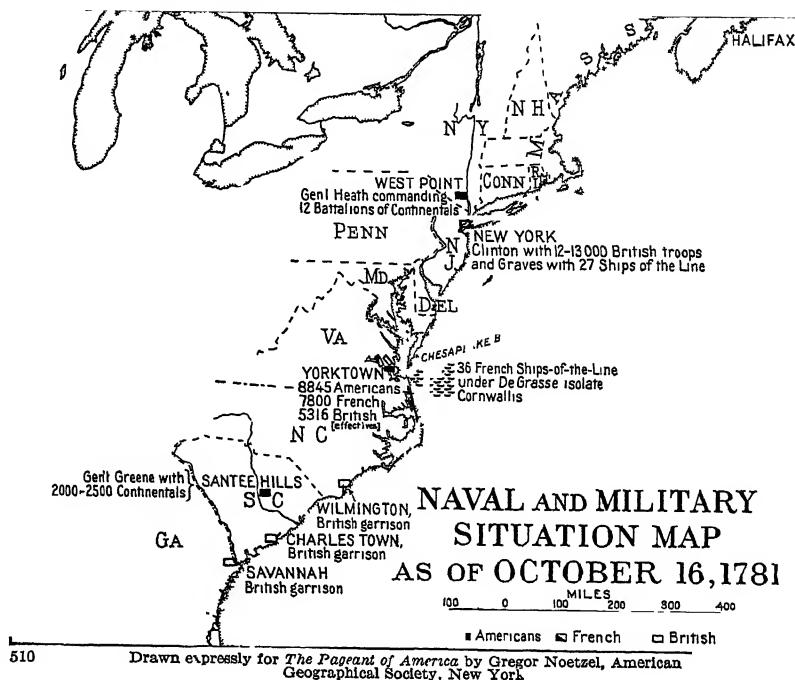 S
S
HALIFAX
A
N H
N Y
M
R
I
CONN
WEST POINT
Gen'l Heath commanding
12 Battalions of Continentals
PENN
NEW YORK
Clinton with 12-13000 British troops
and Graves with 27 Ships of the Line
N
J
MD
DEL
VA
CHESAP KE B
YORKTOWN
8845 Americans
7800 French
5316 British
[effectives]
36 French Ships-of-the-Line
under De Grasse isolate
Cornwallis
N C
SANTEE HILLS
Gen'l Greene with
2000-2500 Continentals
S C
WILMINGTON,
British garrison
CHARLES TOWN,
British garrison
GA
SAVANNAH
British garrison
NAVAL AND MILITARY
SITUATION MAP
AS OF OCTOBER 16, 1781
MILES
100 0 100 200 300 400
Americans French British
510
Drawn expressly for The Pageant of America by Gregor Noetzel, American
Geographical Society, New York